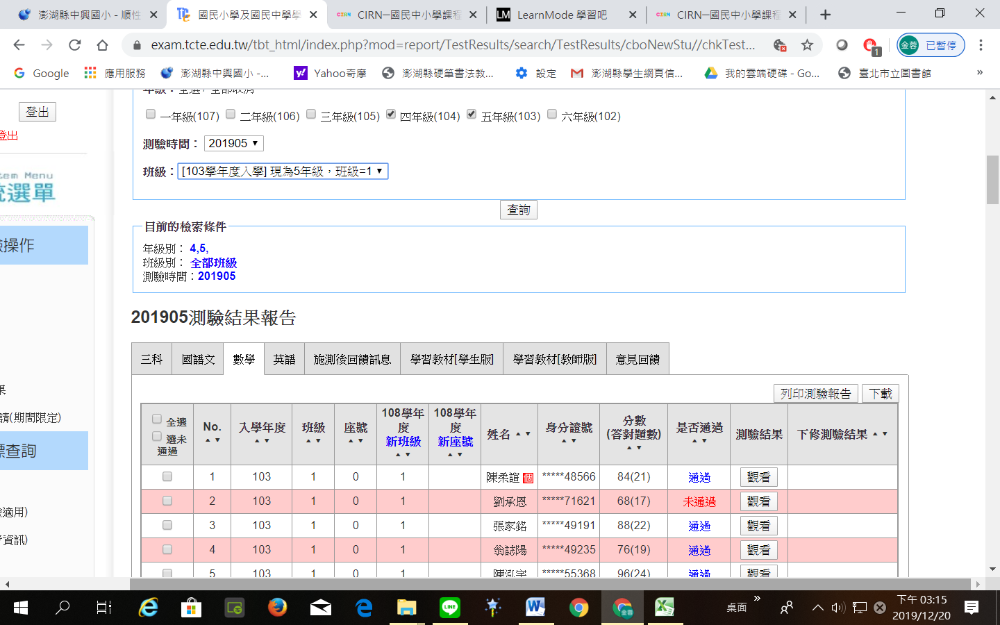 澎湖縣中興國小 - 順性
國民小學及國民中學學
CIRN─國民中小學課程
LearnMode 學習吧
CIRN─國民中小學課程
exam.tcte.edu.tw/tbt_html/index.php?mod=report/TestResults/search/TestResults/cboNewStu//chkTest...
金蓉 已暫停
Google
應用服務
澎湖縣中興國小 -...
Yahoo奇摩
澎湖縣硬筆書法教...
設定
澎湖縣學生網頁信...
我的雲端硬碟 - Go...
臺北市立圖書館
»
登出
登出
tem Menu
統選單
驗操作
果
請(期間限定)
標查詢
驗適用)
資訊)
年級：全選 / 全部取消
一年級(107) 二年級(106) 三年級(105) 四年級(104) 五年級(103) 六年級(102)
測驗時間： 201905
班級： [103學年度入學] 現為5年級，班級=1
查詢
目前的檢索條件
年級別： 4,5,
班級別： 全部班級
測驗時間：201905
201905測驗結果報告
三科 國語文 數學 英語 施測後回饋訊息 學習教材[學生版] 學習教材[教師版] 意見回饋
列印測驗報告 下載
全選 選未通過 No. 入學年度 班級 座號 108學年度新班級 108學年度新座號 姓名 身分證號 分數(答對題數) 是否通過 測驗結果 下修測驗結果
1 103 1 0 1 陳柔諠 個 *****48566 84(21) 通過 觀看
2 103 1 0 1 劉承恩 *****71621 68(17) 未通過 觀看
3 103 1 0 1 張家銘 *****49191 88(22) 通過 觀看
4 103 1 0 1 翁誌陽 *****49235 76(19) 通過 觀看
5 103 1 0 1 陳泓宇 *****55368 96(24) 通過 觀看
桌面
»
下午 03:15
2019/12/20